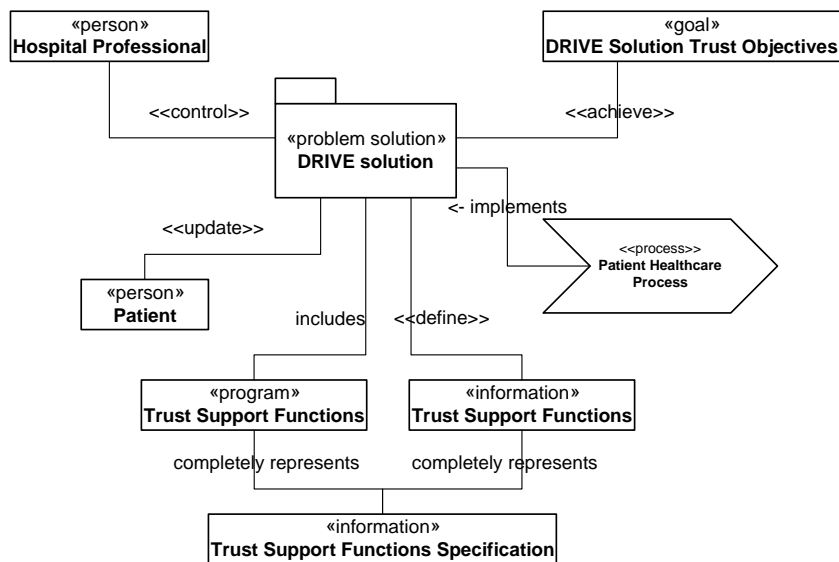 «person»
Hospital Professional
«goal»
DRIVE Solution Trust Objectives
<<control>>
<<achieve>>
«problem solution»
DRIVE solution
<- implements
<<update>>
<<process>>
Patient Healthcare
Process
«person»
Patient
includes
<<define>>
«program»
Trust Support Functions
«information»
Trust Support Functions
completely represents
completely represents
«information»
Trust Support Functions Specification